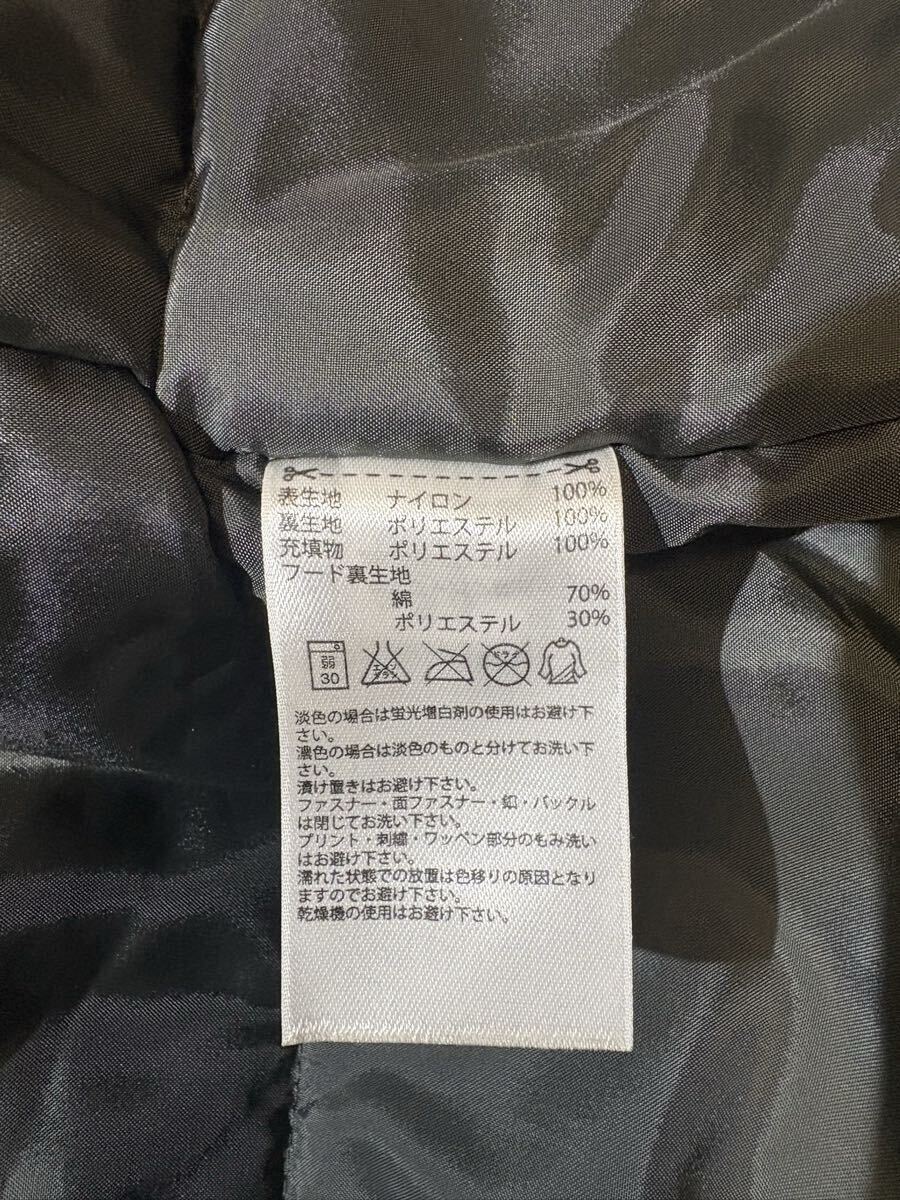 表生地 ナイロン 100%
裏生地 ポリエステル 100%
充填物 ポリエステル 100%
フード裏生地
綿 70%
ポリエステル 30%
弱 30 エンソサラシ ドライ
淡色の場合は蛍光増白剤の使用はお避け下
さい。
濃色の場合は淡色のものと分けてお洗い下
さい。
漬け置きはお避け下さい。
ファスナー・面ファスナー・釦・バックル
は閉じてお洗い下さい。
プリント・刺繍・ワッペン部分のもみ洗い
はお避け下さい。
濡れた状態での放置は色移りの原因となり
ますのでお避け下さい。
乾燥機の使用はお避け下さい。